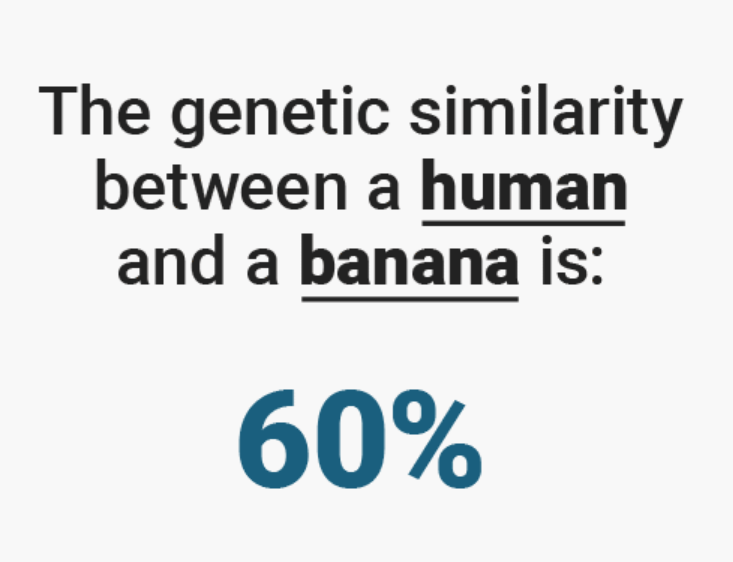 The genetic similarity
between a human
and a banana is:
60%